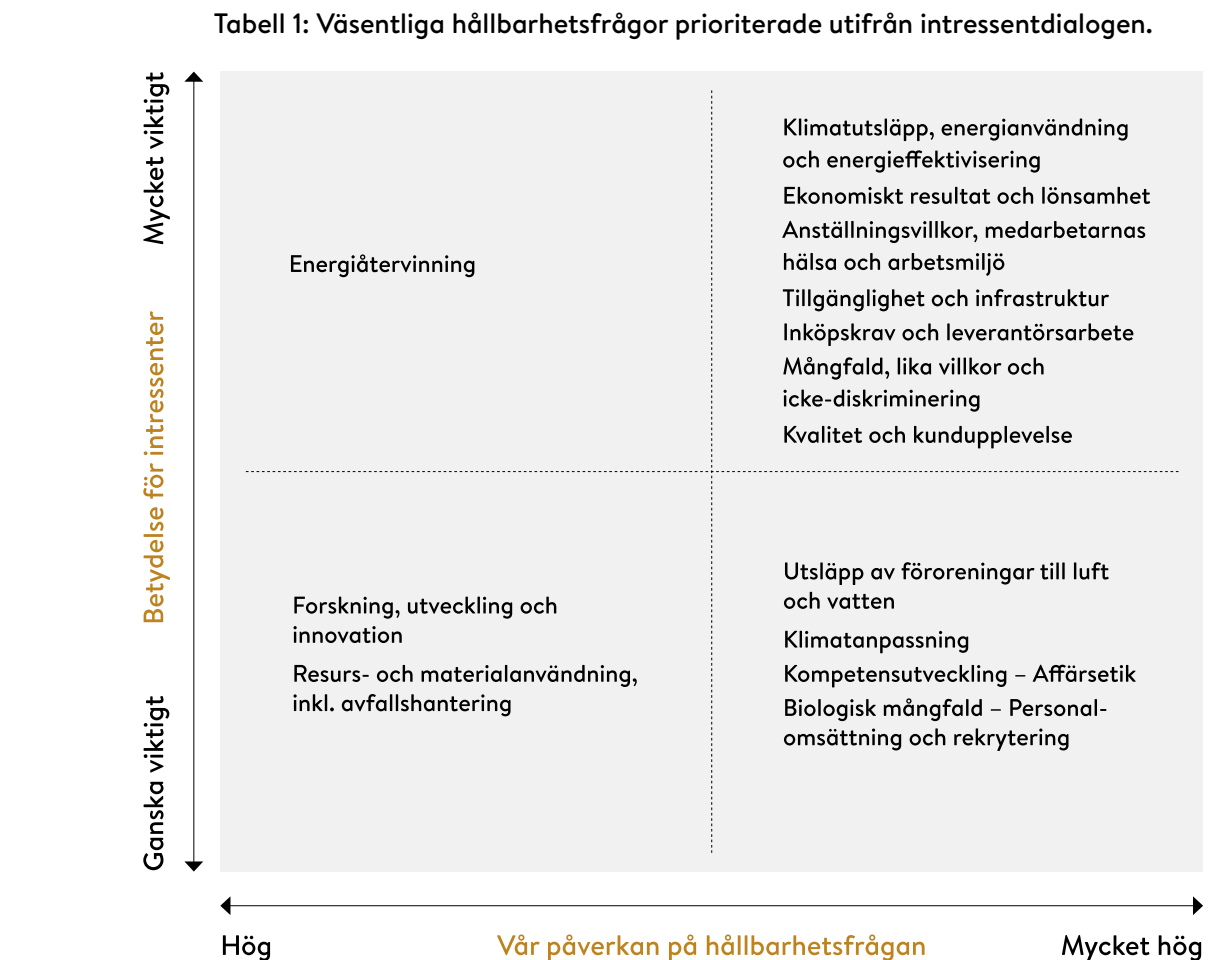 Tabell 1: Väsentliga hållbarhetsfrågor prioriterade utifrån intressentdialogen.
Mycket viktigt
Betydelse för intressenter
Ganska viktigt
Energiåtervinning
Klimatutsläpp, energianvändning
och energieffektivisering
Ekonomiskt resultat och lönsamhet
Anställningsvillkor, medarbetarnas
hälsa och arbetsmiljö
Tillgänglighet och infrastruktur
Inköpskrav och leverantörsarbete
Mångfald, lika villkor och
icke-diskriminering
Kvalitet och kundupplevelse
Forskning, utveckling och
innovation
Resurs- och materialanvändning,
inkl. avfallshantering
Utsläpp av föroreningar till luft
och vatten
Klimatanpassning
Kompetensutveckling – Affärsetik
Biologisk mångfald – Personal-
omsättning och rekrytering
Hög
Vår påverkan på hållbarhetsfrågan
Mycket hög